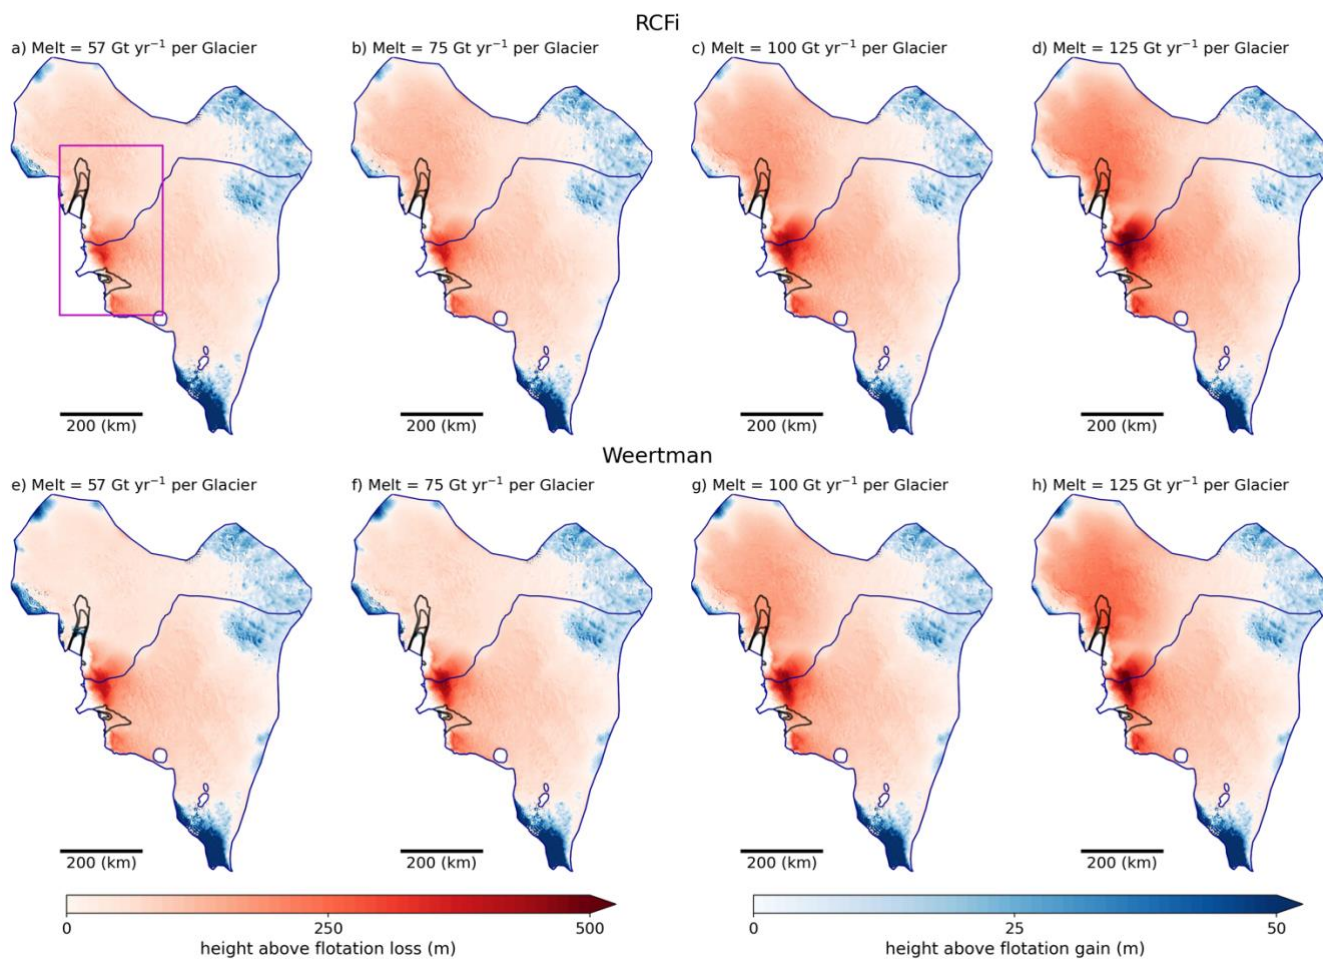 RCFi
a) Melt = 57 Gt yr⁻¹ per Glacier
b) Melt = 75 Gt yr⁻¹ per Glacier
c) Melt = 100 Gt yr⁻¹ per Glacier
d) Melt = 125 Gt yr⁻¹ per Glacier
200 (km)
200 (km)
200 (km)
200 (km)
Weertman
e) Melt = 57 Gt yr⁻¹ per Glacier
f) Melt = 75 Gt yr⁻¹ per Glacier
g) Melt = 100 Gt yr⁻¹ per Glacier
h) Melt = 125 Gt yr⁻¹ per Glacier
200 (km)
200 (km)
200 (km)
200 (km)
0 250 500
height above flotation loss (m)
0 25 50
height above flotation gain (m)